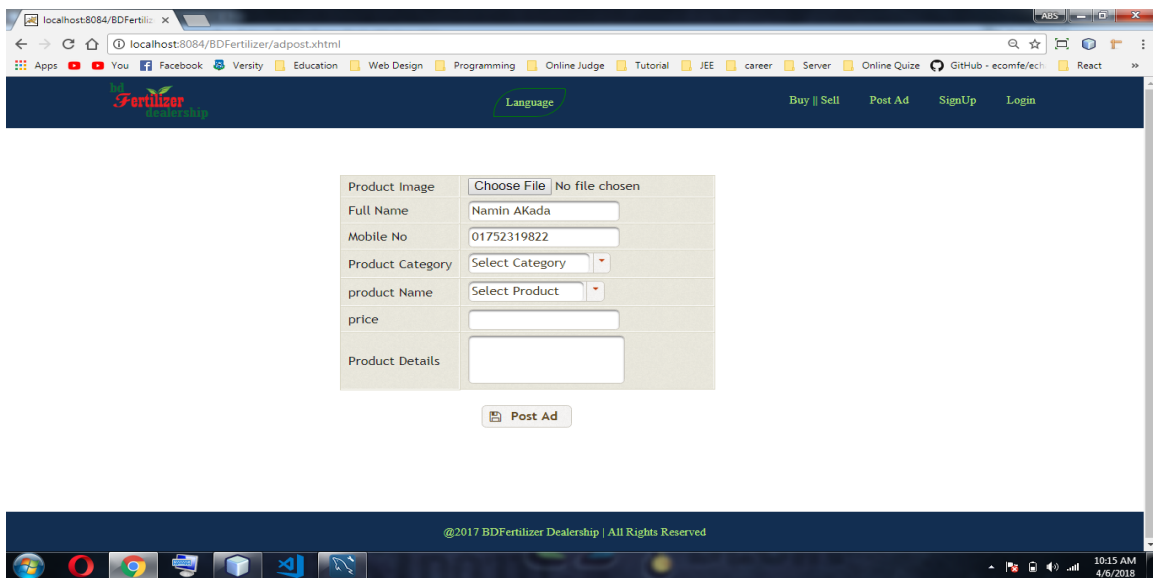 localhost:8084/BDFertiliz
ABS
localhost:8084/BDFertilizer/adpost.xhtml
Apps You Facebook Versity Education Web Design Programming Online Judge Tutorial JEE career Server Online Quize GitHub - ecomfe/ech React »
bd
Fertilizer
dealership
Language
Buy || Sell Post Ad SignUp Login
Product Image Choose File No file chosen
Full Name Namin AKada
Mobile No 01752319822
Product Category Select Category
product Name Select Product
price
Product Details
Post Ad
@2017 BDFertilizer Dealership | All Rights Reserved
10:15 AM
4/6/2018